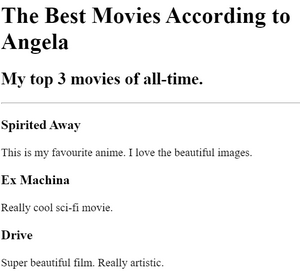 The Best Movies According to
Angela
My top 3 movies of all-time.
Spirited Away
This is my favourite anime. I love the beautiful images.
Ex Machina
Really cool sci-fi movie.
Drive
Super beautiful film. Really artistic.